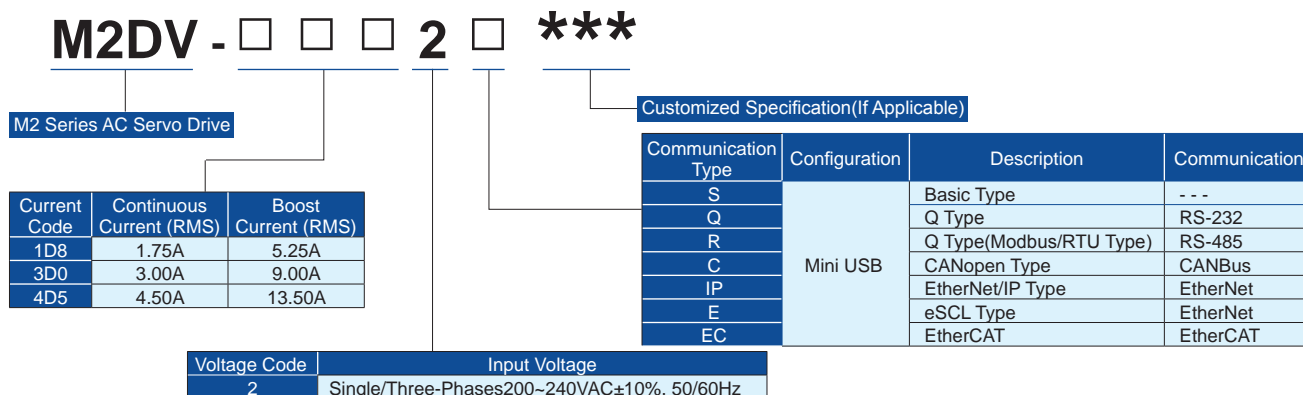 M2DV - □ □ □ 2 □ ***
M2 Series AC Servo Drive
Customized Specification(If Applicable)
Communication Type Configuration Description Communication
S Basic Type - - -
Q Q Type RS-232
R Q Type(Modbus/RTU Type) RS-485
C Mini USB CANopen Type CANBus
IP EtherNet/IP Type EtherNet
E eSCL Type EtherNet
EC EtherCAT EtherCAT
Current Code Continuous Current (RMS) Boost Current (RMS)
1D8 1.75A 5.25A
3D0 3.00A 9.00A
4D5 4.50A 13.50A
Voltage Code Input Voltage
2 Single/Three-Phases200~240VAC±10%, 50/60Hz